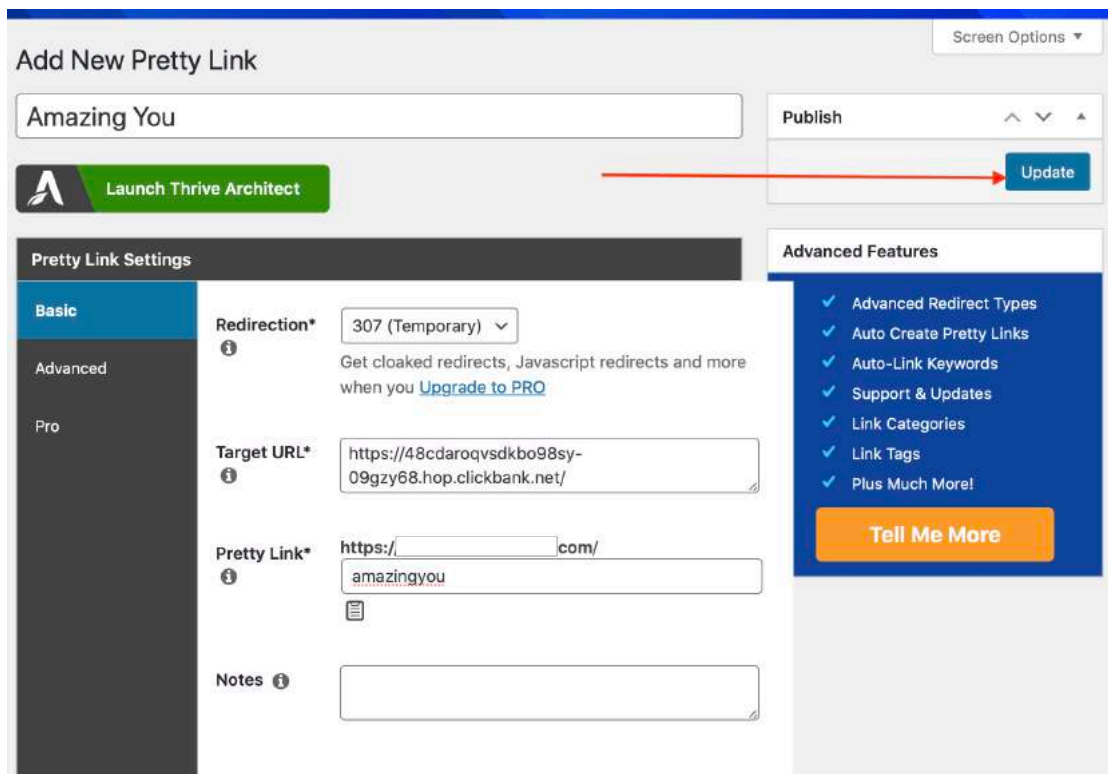 Screen Options
Add New Pretty Link
Amazing You
Publish
Launch Thrive Architect
Update
Pretty Link Settings
Advanced Features
Basic
Advanced
Pro
Redirection*
307 (Temporary)
Get cloaked redirects, Javascript redirects and more
when you Upgrade to PRO
Target URL*
https://48cdaroqvsdkbo98sy-
09gzy68.hop.clickbank.net/
Pretty Link*
https:/
com/
amazingyou
Notes
Advanced Redirect Types
Auto Create Pretty Links
Auto-Link Keywords
Support & Updates
Link Categories
Link Tags
Plus Much More!
Tell Me More